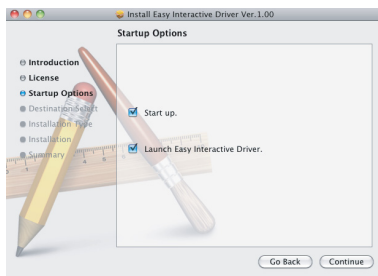 Install Easy Interactive Driver Ver.1.00
Startup Options
Introduction
License
Startup Options
Destination Select
Installation Type
Installation
Summary
Start up.
Launch Easy Interactive Driver.
Go Back
Continue